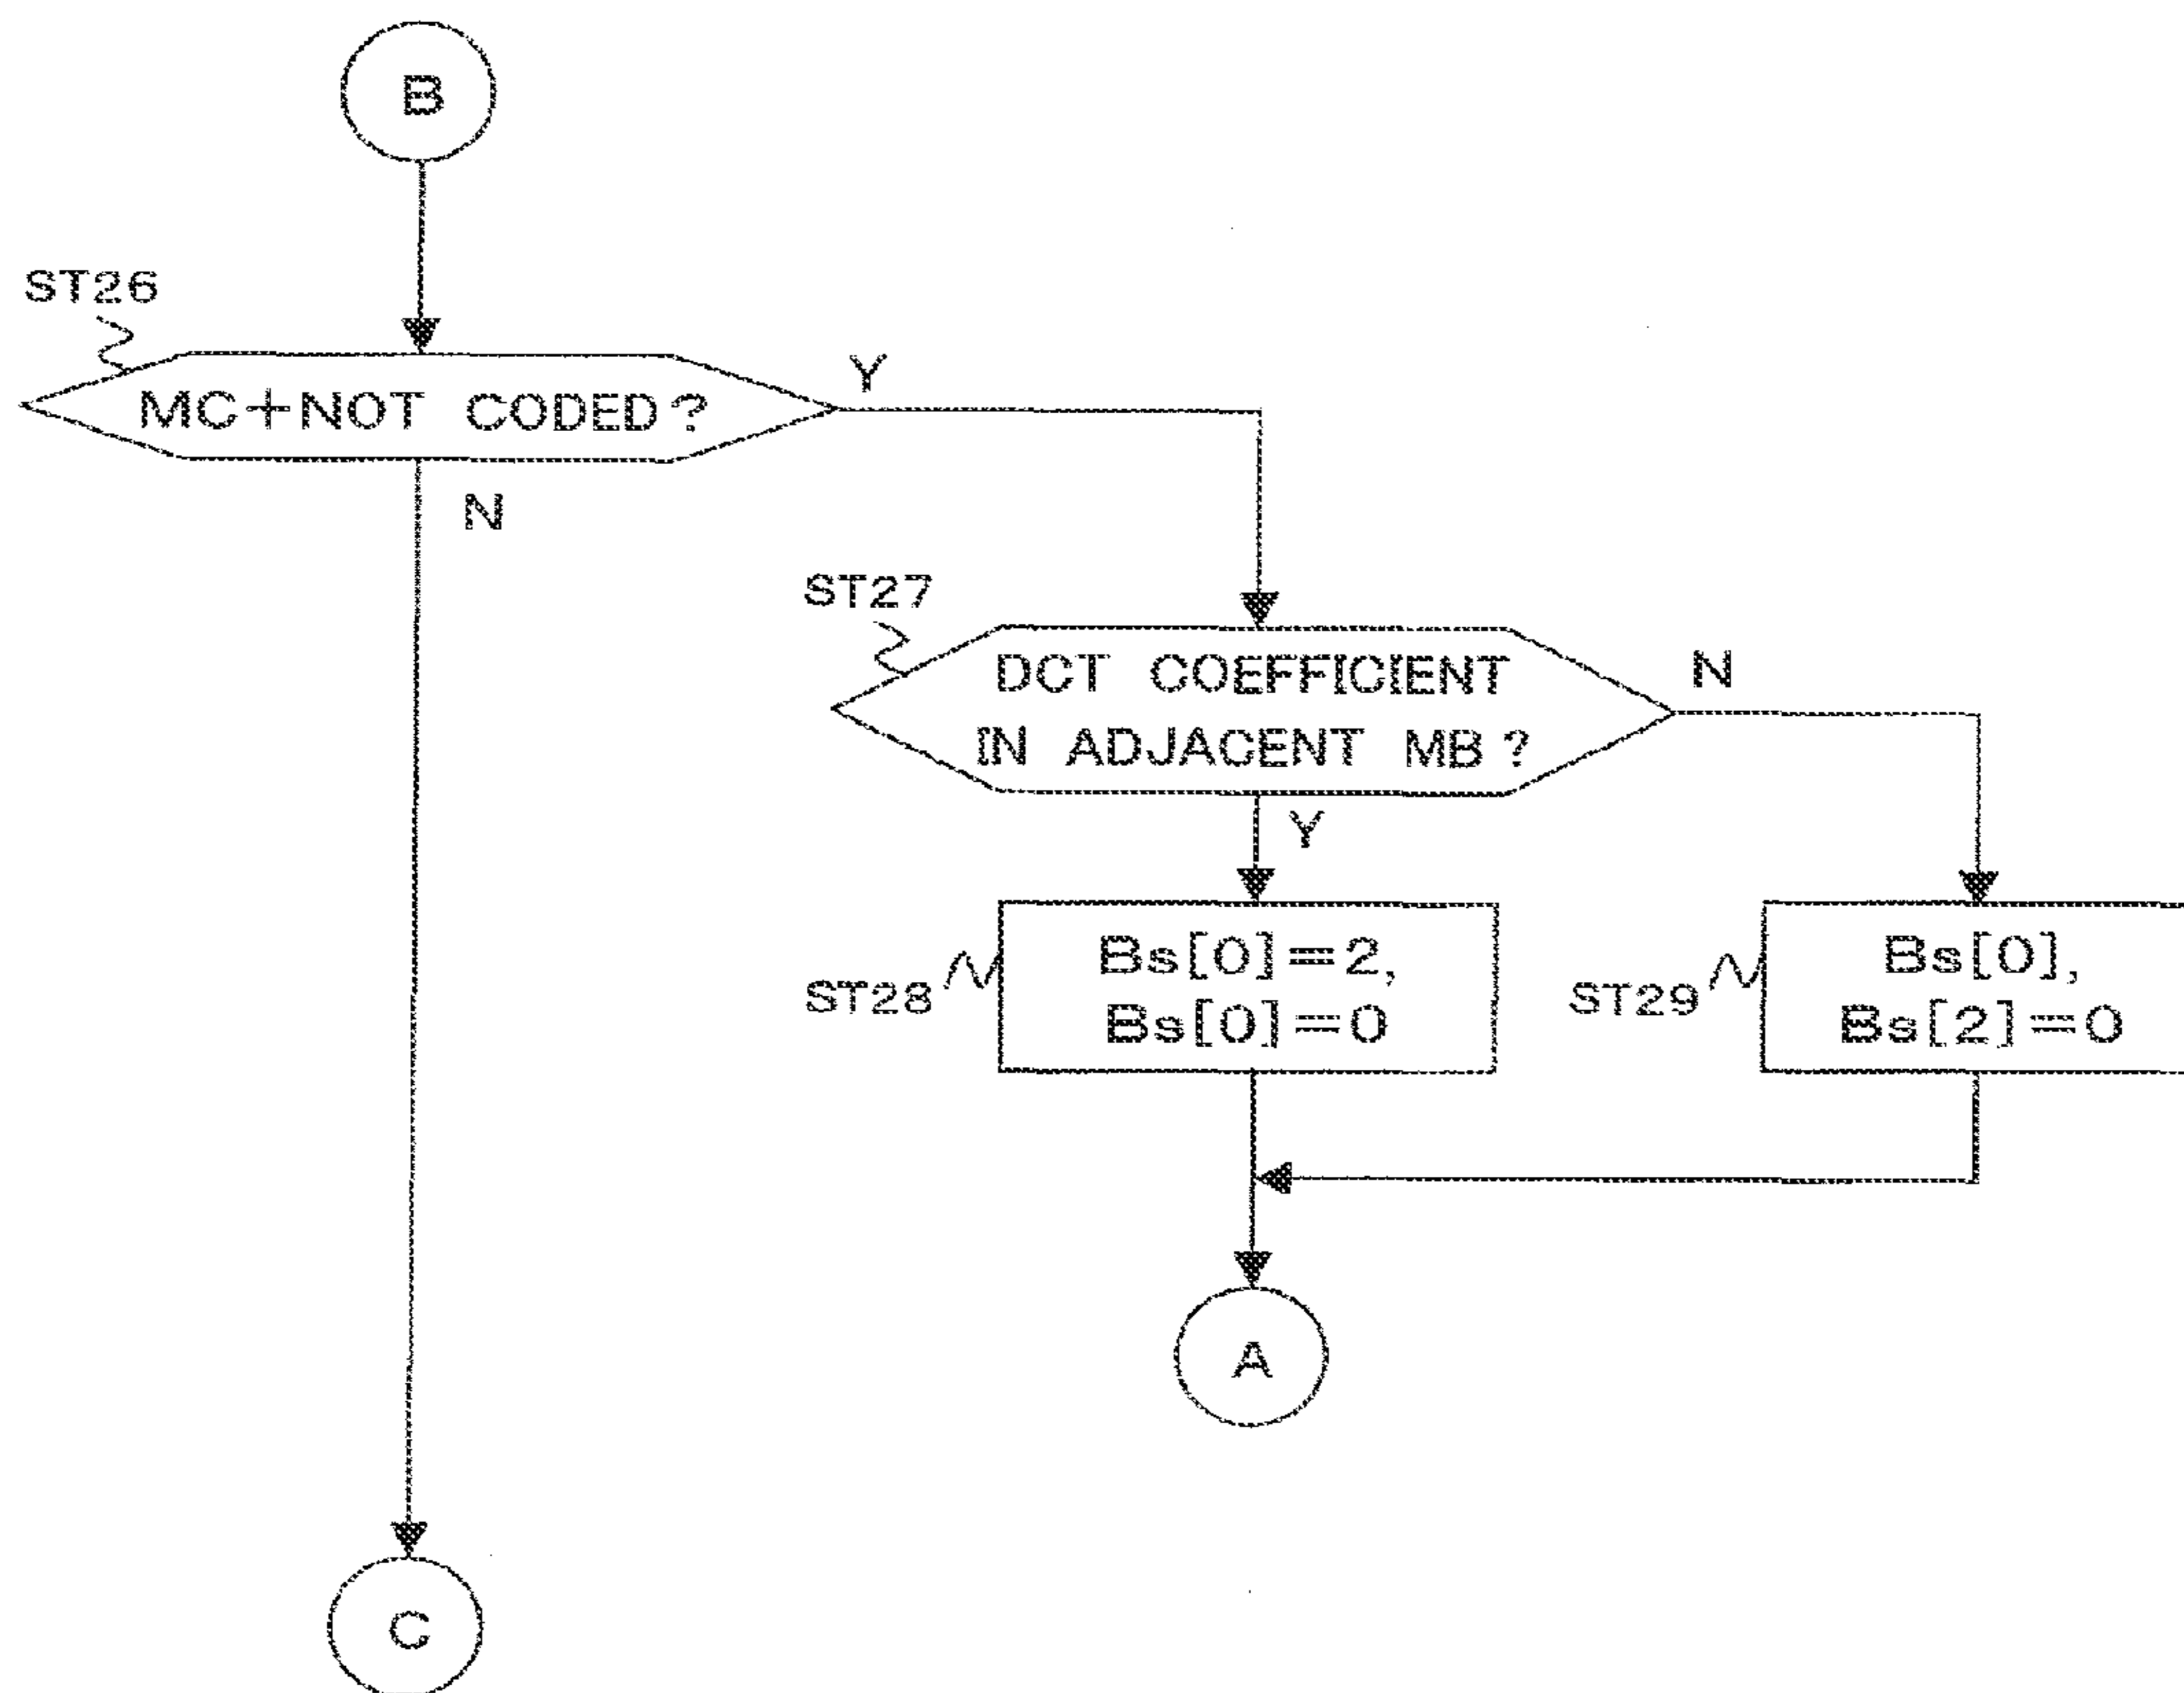 B
ST26
MC+NOT CODED?
Y
N
ST27
DCT COEFFICIENT
IN ADJACENT MB?
N
Y
ST28
Bs[0]=2,
Bs[0]=0
ST29
Bs[0],
Bs[2]=0
A
C